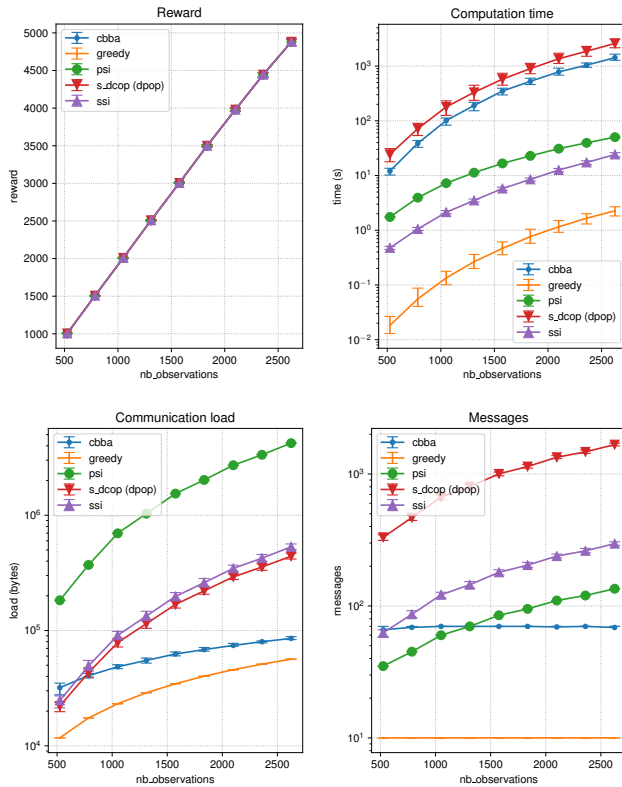 Reward
5000
4500
4000
3500
3000
2500
2000
1500
1000
reward
cbba
greedy
psi
s_dcop (dpop)
ssi
500 1000 1500 2000 2500
nb_observations
Computation time
10³
10²
10¹
10⁰
10⁻¹
10⁻²
time (s)
cbba
greedy
psi
s_dcop (dpop)
ssi
500 1000 1500 2000 2500
nb_observations
Communication load
10⁶
10⁵
10⁴
load (bytes)
cbba
greedy
psi
s_dcop (dpop)
ssi
500 1000 1500 2000 2500
nb_observations
Messages
10³
10²
10¹
messages
cbba
greedy
psi
s_dcop (dpop)
ssi
500 1000 1500 2000 2500
nb_observations